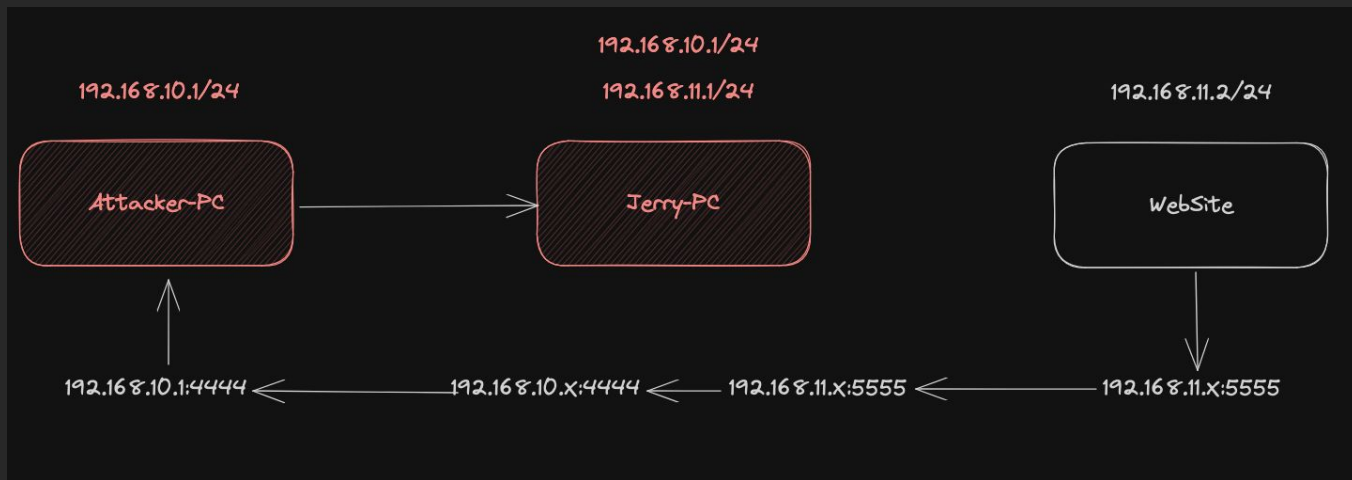 192.168.10.1/24
192.168.10.1/24
192.168.11.1/24
192.168.11.2/24
Attacker-PC
Jerry-PC
WebSite
192.168.10.1:4444
192.168.10.x:4444
192.168.11.x:5555
192.168.11.x:5555